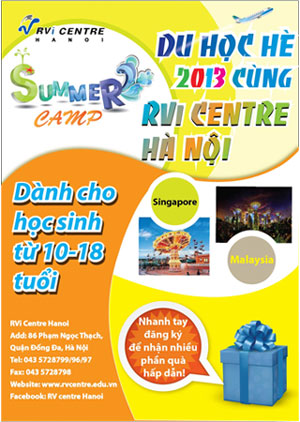 RVi CENTRE
HANOI
SUMMER
CAMP
DU HỌC HÈ
2013 CÙNG
RVi CENTRE
HÀ NỘI
Dành cho
học sinh
từ 10-18
tuổi
Singapore
Malaysia
RVi Centre Hanoi
Add: 86 Phạm Ngọc Thạch,
Quận Đống Đa, Hà Nội
Tel: 043 5728799/96/97
Fax: 043 5728798
Website: www.rvcentre.edu.vn
Facebook: RV centre Hanoi
Nhanh tay
đăng ký
để nhận nhiều
phần quà
hấp dẫn!